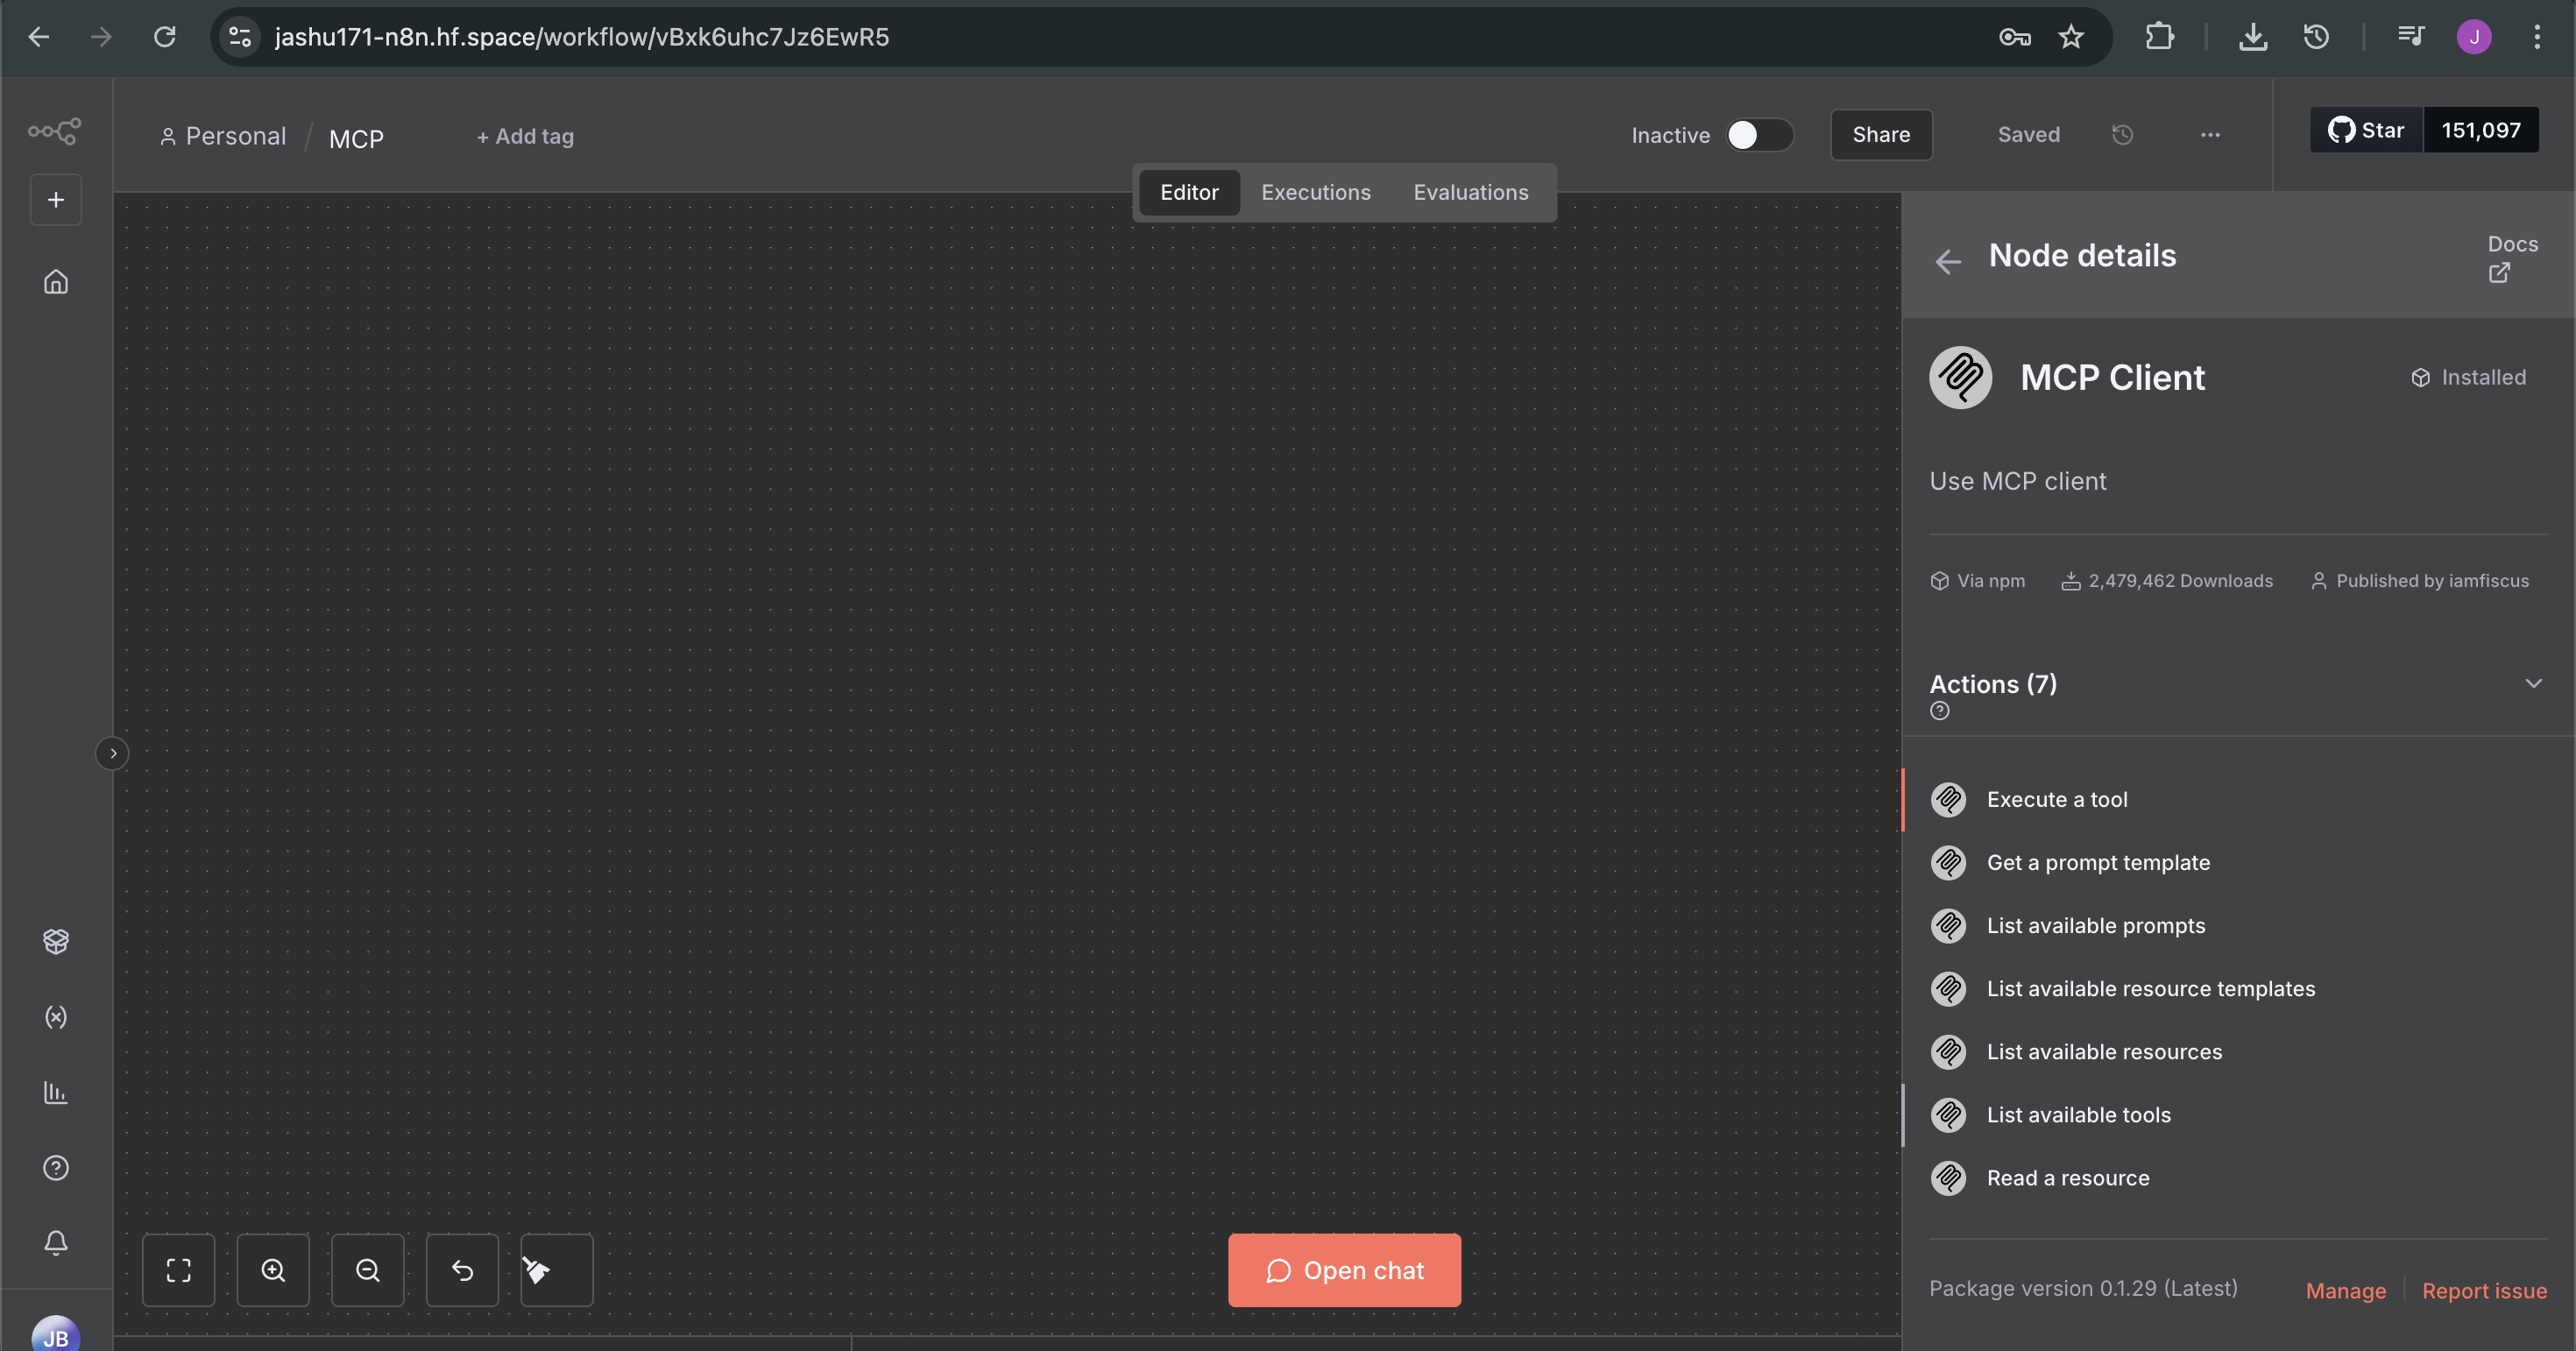 jashu171-n8n.hf.space/workflow/vBxk6uhc7Jz6EwR5
J
Personal / MCP + Add tag Inactive Share Saved Star 151,097
Editor Executions Evaluations
Node details Docs
MCP Client Installed
Use MCP client
Via npm 2,479,462 Downloads Published by iamfiscus
Actions (7)
Execute a tool
Get a prompt template
List available prompts
List available resource templates
List available resources
List available tools
Read a resource
Open chat
Package version 0.1.29 (Latest) Manage Report issue
JB